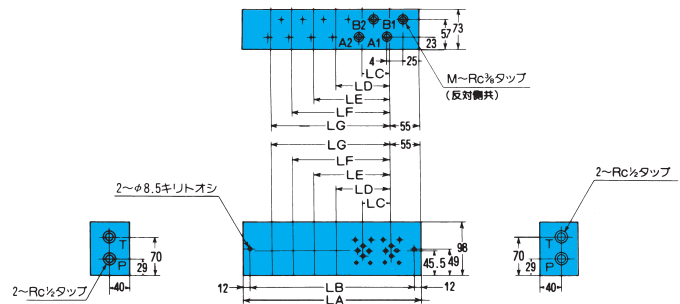 B2 B1
A2 A1
57
73
23
4
25
LC
LD
LE
LF
LG
55
M〜Rc⅜タップ
(反対側共)
LG
55
LF
LE
LD
LC
2〜φ8.5キリトオシ
2〜Rc½タップ
T
P
70
29
40
2〜Rc½タップ
12
LB
12
LA
45.5
49
98
T
P
70
29
40